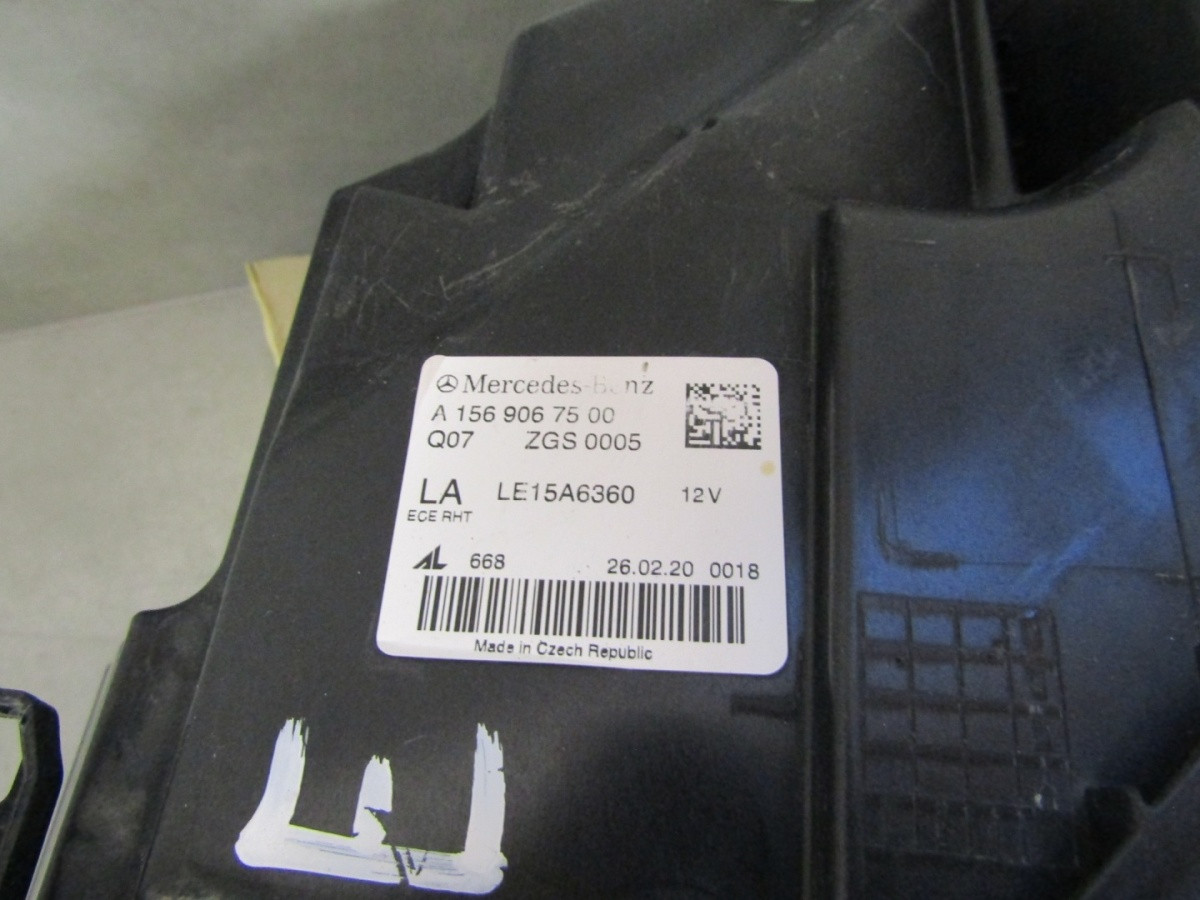 Mercedes-Benz
A 156 906 75 00
Q07 ZGS 0005
LA LE15A6360 12V
ECE RHT
AL 668 26.02.20 0018
Made in Czech Republic
E